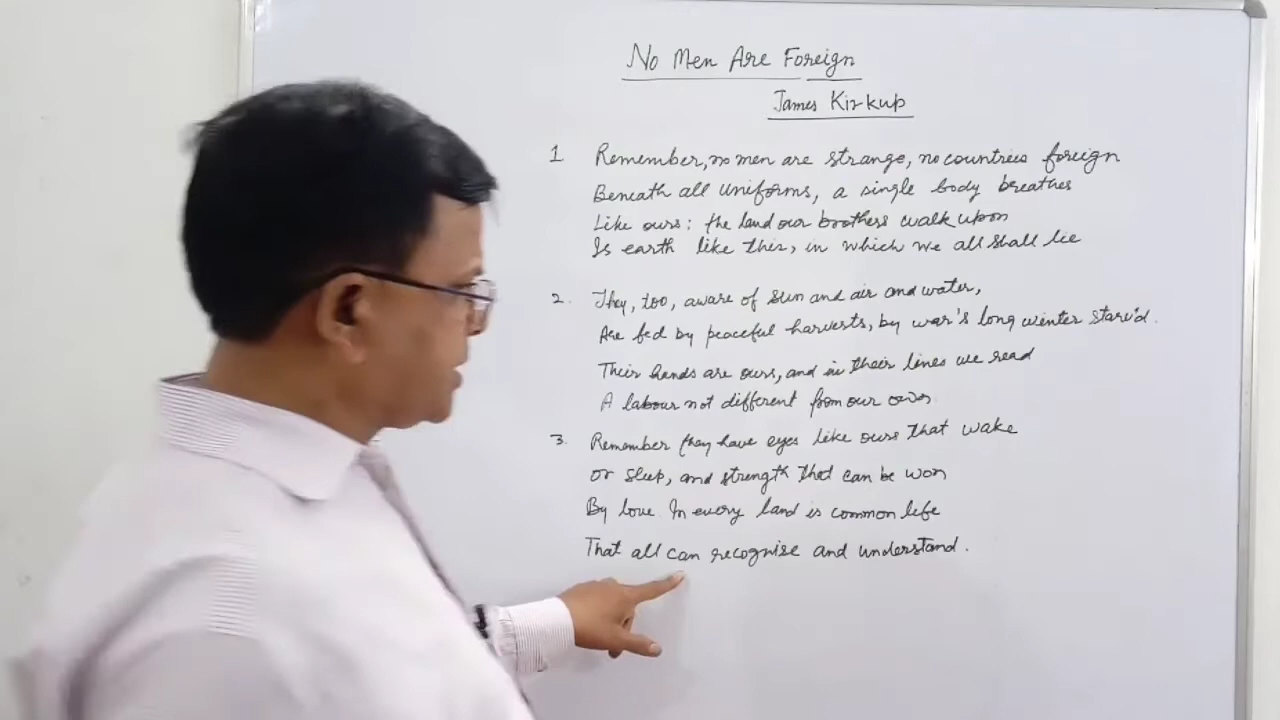 No Men Are Foreign
James Kirkup
1 Remember, no men are strange, no countries foreign
Beneath all uniforms, a single body breathes
Like ours: the land our brothers walk upon
Is earth like this, in which we all shall lie
2. They, too, aware of sun and air and water,
Are fed by peaceful harvests, by war's long winter starv'd.
Their hands are ours, and in their lines we read
A labour not different from our own.
3. Remember they have eyes like ours that wake
or sleep, and strength that can be won
By love. In every land is common life
That all can recognise and understand.